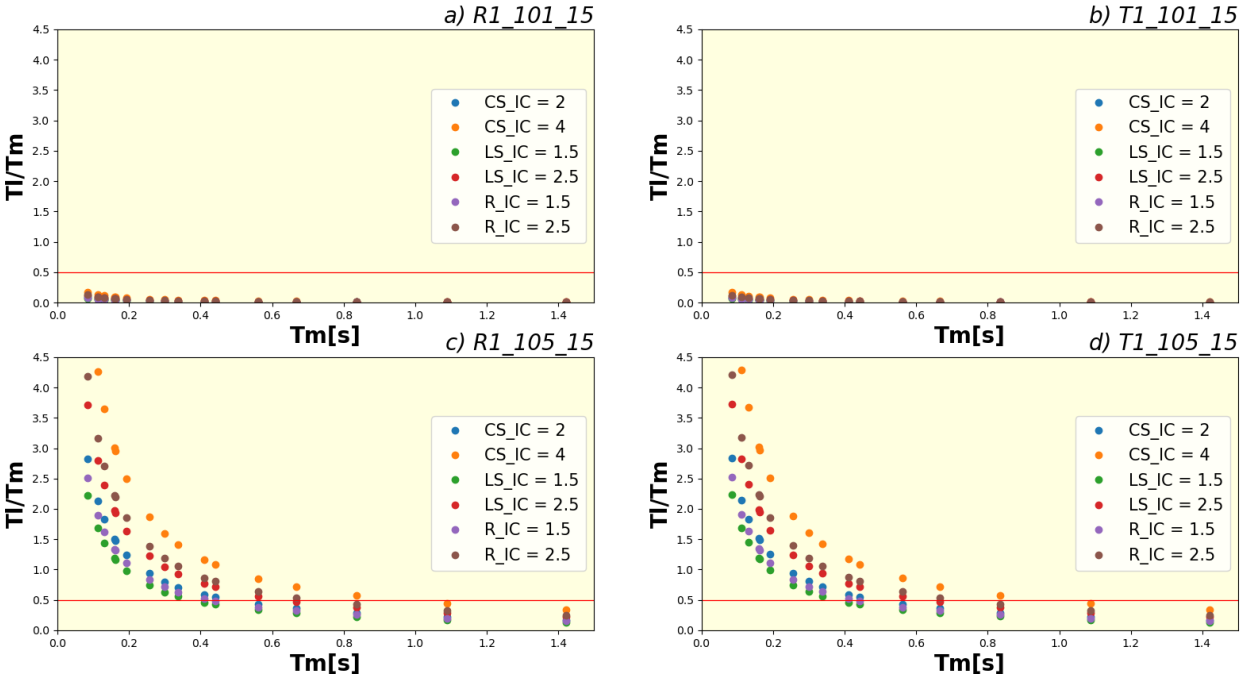 a) R1_101_15
4.5
4.0
3.5
3.0
2.5
2.0
1.5
1.0
0.5
0.0
Tl/Tm
CS_IC = 2
CS_IC = 4
LS_IC = 1.5
LS_IC = 2.5
R_IC = 1.5
R_IC = 2.5
0.0 0.2 0.4 0.6 0.8 1.0 1.2 1.4
Tm[s]
b) T1_101_15
4.5
4.0
3.5
3.0
2.5
2.0
1.5
1.0
0.5
0.0
Tl/Tm
CS_IC = 2
CS_IC = 4
LS_IC = 1.5
LS_IC = 2.5
R_IC = 1.5
R_IC = 2.5
0.0 0.2 0.4 0.6 0.8 1.0 1.2 1.4
Tm[s]
c) R1_105_15
4.5
4.0
3.5
3.0
2.5
2.0
1.5
1.0
0.5
0.0
Tl/Tm
CS_IC = 2
CS_IC = 4
LS_IC = 1.5
LS_IC = 2.5
R_IC = 1.5
R_IC = 2.5
0.0 0.2 0.4 0.6 0.8 1.0 1.2 1.4
Tm[s]
d) T1_105_15
4.5
4.0
3.5
3.0
2.5
2.0
1.5
1.0
0.5
0.0
Tl/Tm
CS_IC = 2
CS_IC = 4
LS_IC = 1.5
LS_IC = 2.5
R_IC = 1.5
R_IC = 2.5
0.0 0.2 0.4 0.6 0.8 1.0 1.2 1.4
Tm[s]